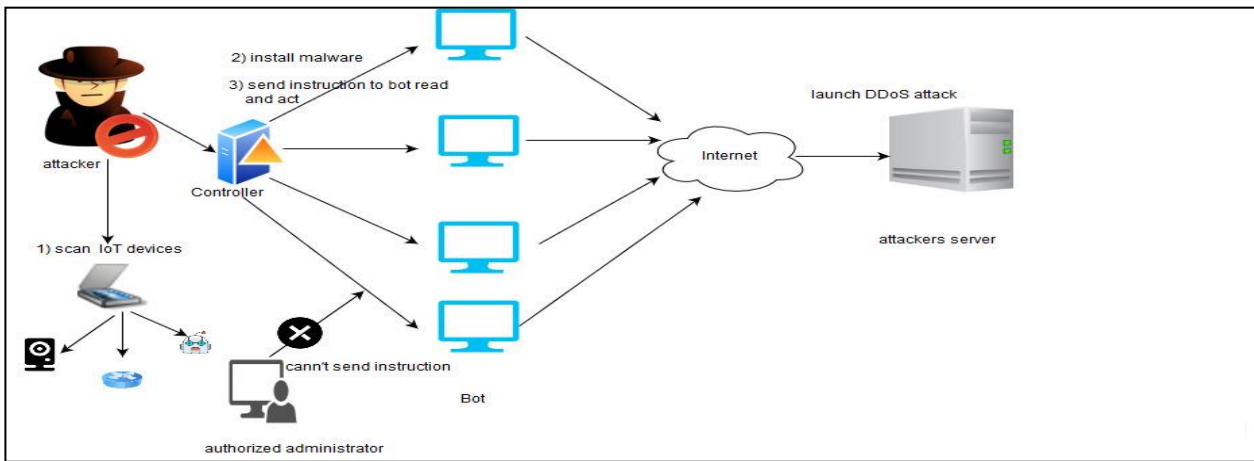 2) install malware
3) send instruction to bot read
and act
launch DDoS attack
attacker
Internet
Controller
1) scan IoT devices
attackers server
cann't send instruction
Bot
authorized administrator